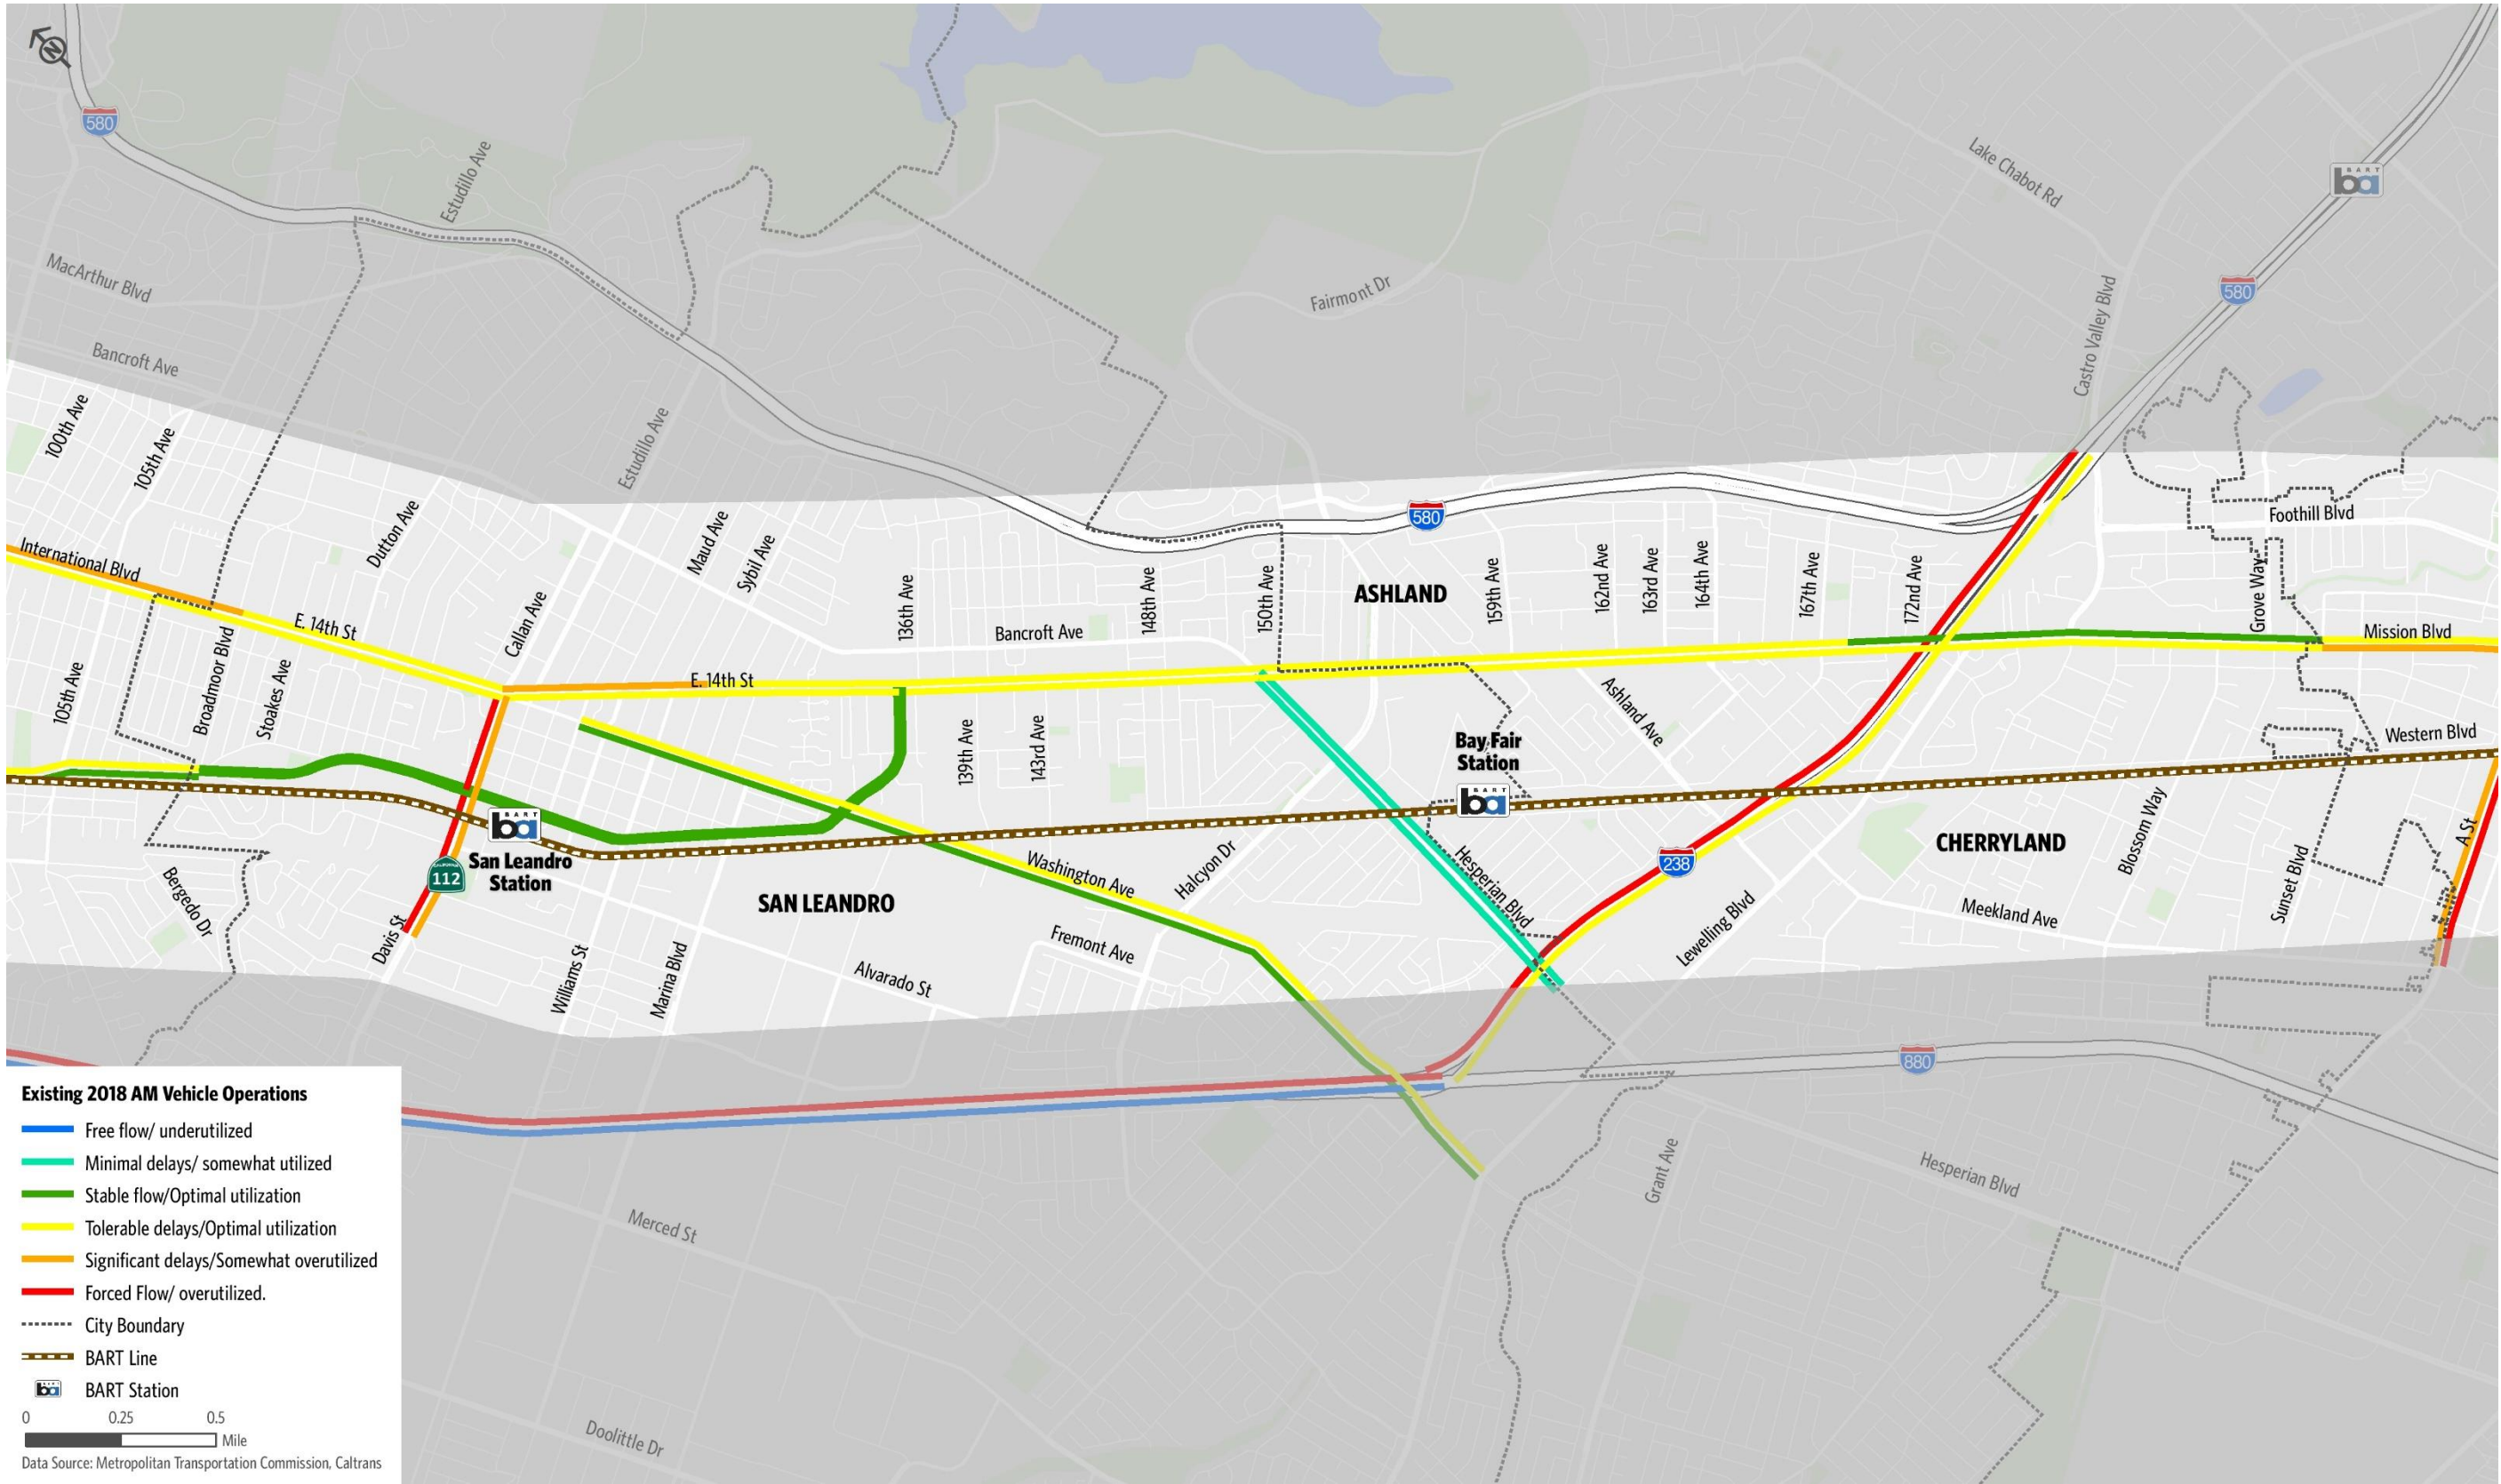 N
580
Estudillo Ave
Lake Chabot Rd
BART
ba
MacArthur Blvd
Fairmont Dr
580
Castro Valley Blvd
Bancroft Ave
100th Ave
105th Ave
Estudillo Ave
Dutton Ave
Maud Ave
Sybil Ave
580
Foothill Blvd
International Blvd
E. 14th St
Callan Ave
136th Ave
Bancroft Ave
148th Ave
150th Ave
ASHLAND
159th Ave
162nd Ave
163rd Ave
164th Ave
167th Ave
172nd Ave
Grove Way
Mission Blvd
105th Ave
Broadmoor Blvd
Stoakes Ave
E. 14th St
139th Ave
143rd Ave
Ashland Ave
Bay Fair
Station
BART
ba
Western Blvd
BART
ba
San Leandro
Station
CALIFORNIA
112
Bergedo Dr
Davis St
SAN LEANDRO
Washington Ave
Halcyon Dr
Hesperian Blvd
238
CHERRYLAND
Blossom Way
A St
Williams St
Marina Blvd
Alvarado St
Fremont Ave
Lewelling Blvd
Meekland Ave
Sunset Blvd
880
Merced St
Grant Ave
Hesperian Blvd
Doolittle Dr
Existing 2018 AM Vehicle Operations
Free flow/ underutilized
Minimal delays/ somewhat utilized
Stable flow/Optimal utilization
Tolerable delays/Optimal utilization
Significant delays/Somewhat overutilized
Forced Flow/ overutilized.
City Boundary
BART Line
ba BART Station
0 0.25 0.5
Mile
Data Source: Metropolitan Transportation Commission, Caltrans